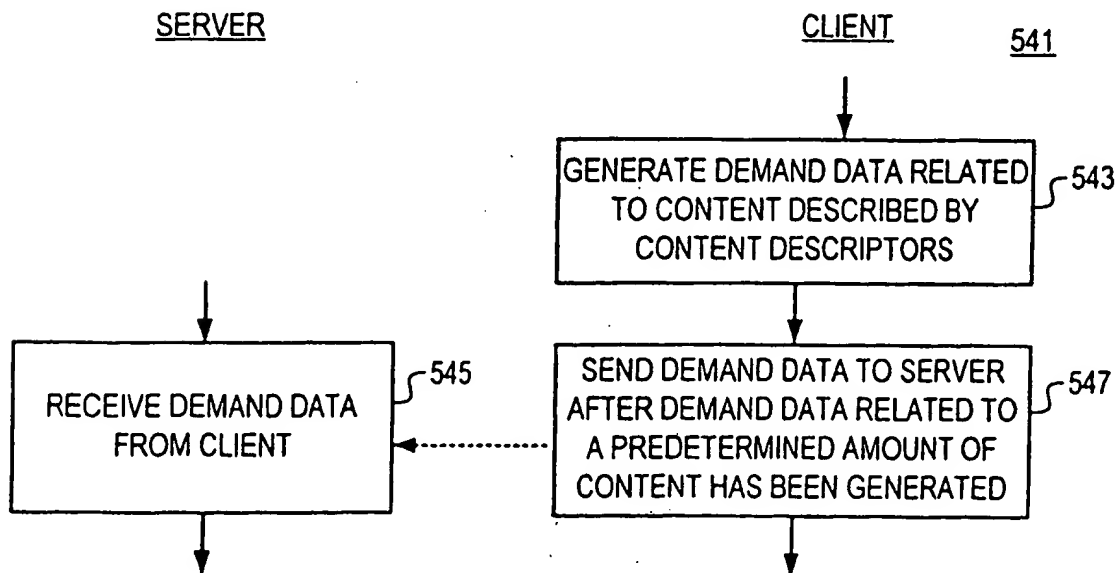 SERVER
CLIENT
541
GENERATE DEMAND DATA RELATED
TO CONTENT DESCRIBED BY
CONTENT DESCRIPTORS
543
RECEIVE DEMAND DATA
FROM CLIENT
545
SEND DEMAND DATA TO SERVER
AFTER DEMAND DATA RELATED TO
A PREDETERMINED AMOUNT OF
CONTENT HAS BEEN GENERATED
547